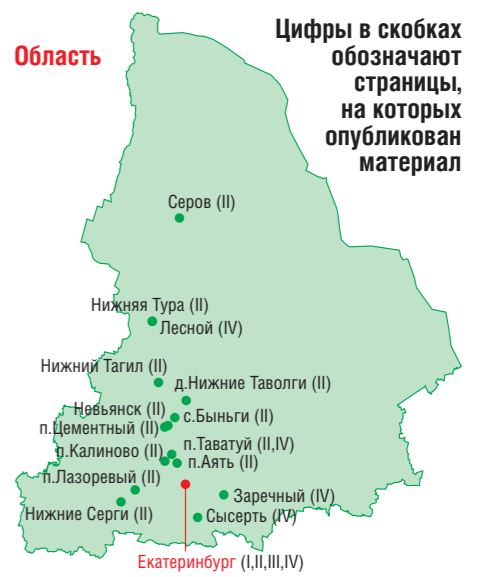 Цифры в скобках
обозначают
страницы,
на которых
опубликован
материал
Область
Серов (II)
Нижняя Тура (II)
Лесной (IV)
Нижний Тагил (II)
д.Нижние Таволги (II)
Невьянск (II)
с.Быньги (II)
п.Цементный (II)
п.Таватуй (II,IV)
п.Калиново (II)
п.Аять (II)
п.Лазоревый (II)
Заречный (IV)
Нижние Серги (II)
Сысерть (IV)
Екатеринбург (I,II,III,IV)